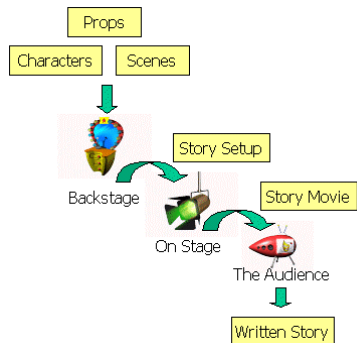 Props
Characters
Scenes
Story Setup
Backstage
Story Movie
On Stage
The Audience
Written Story